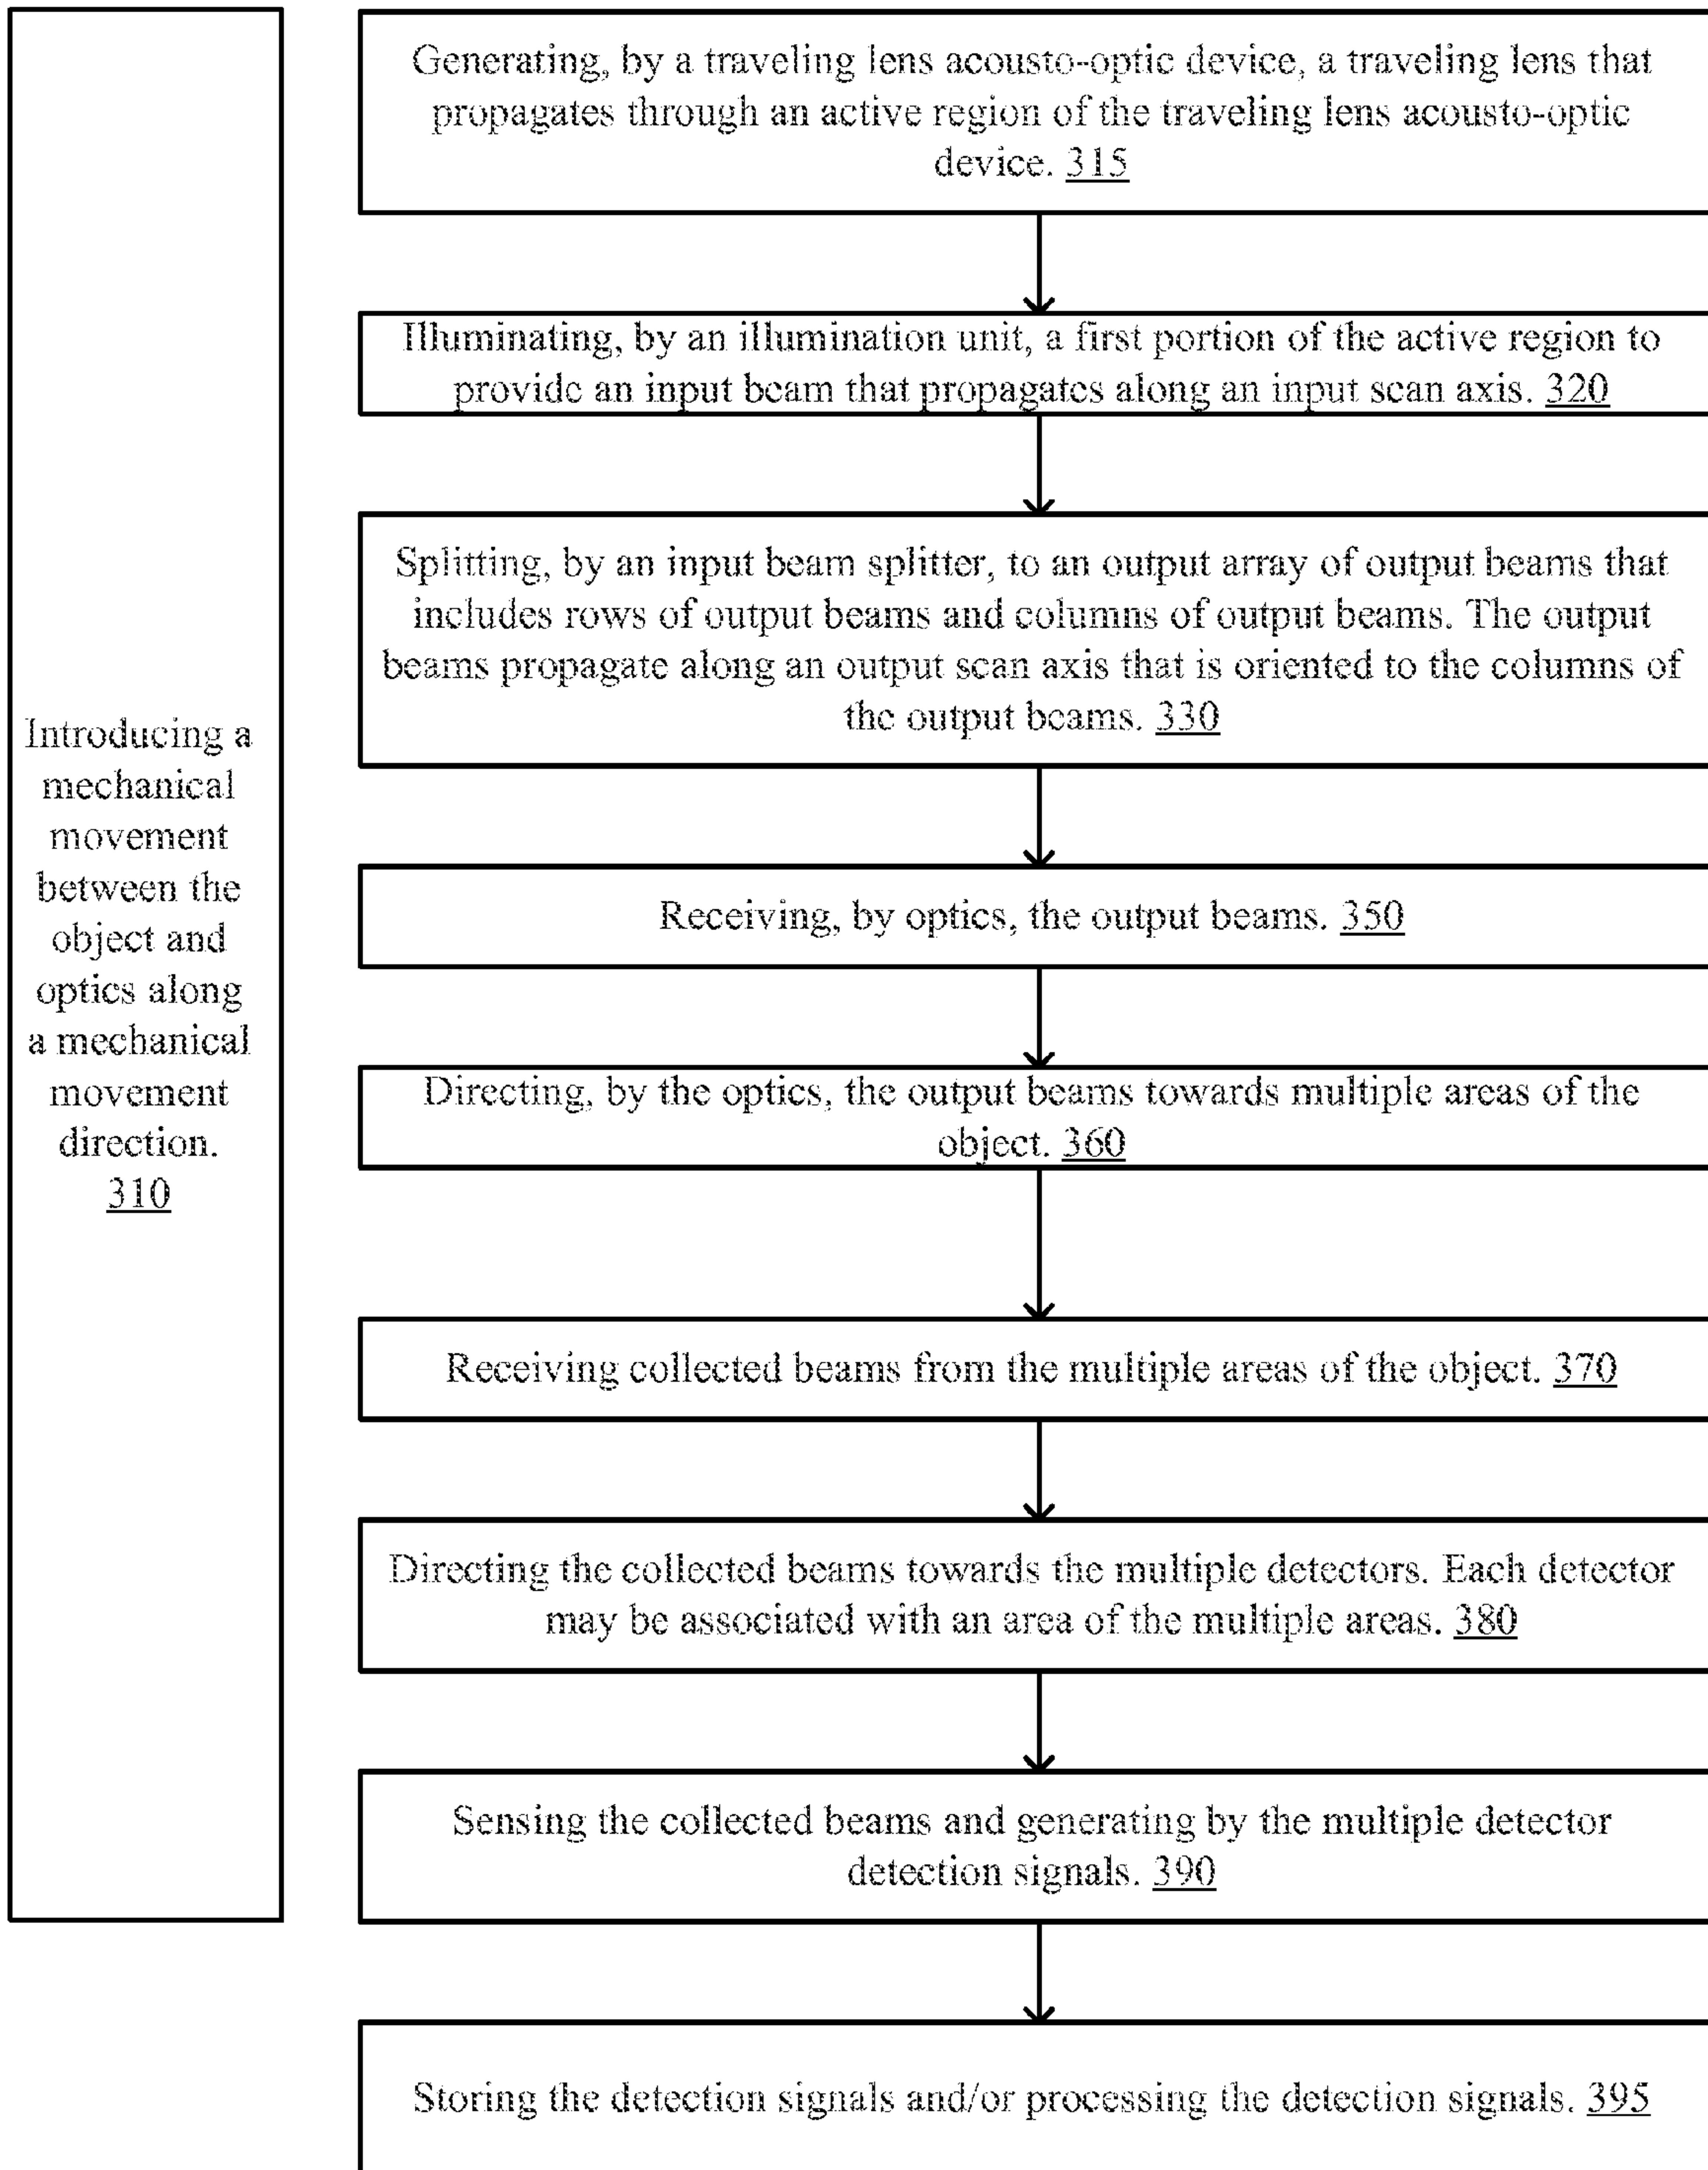 Introducing a
mechanical
movement
between the
object and
optics along
a mechanical
movement
direction.
310
Generating, by a traveling lens acousto-optic device, a traveling lens that
propagates through an active region of the traveling lens acousto-optic
device. 315
Illuminating, by an illumination unit, a first portion of the active region to
provide an input beam that propagates along an input scan axis. 320
Splitting, by an input beam splitter, to an output array of output beams that
includes rows of output beams and columns of output beams. The output
beams propagate along an output scan axis that is oriented to the columns of
the output beams. 330
Receiving, by optics, the output beams. 350
Directing, by the optics, the output beams towards multiple areas of the
object. 360
Receiving collected beams from the multiple areas of the object. 370
Directing the collected beams towards the multiple detectors. Each detector
may be associated with an area of the multiple areas. 380
Sensing the collected beams and generating by the multiple detector
detection signals. 390
Storing the detection signals and/or processing the detection signals. 395